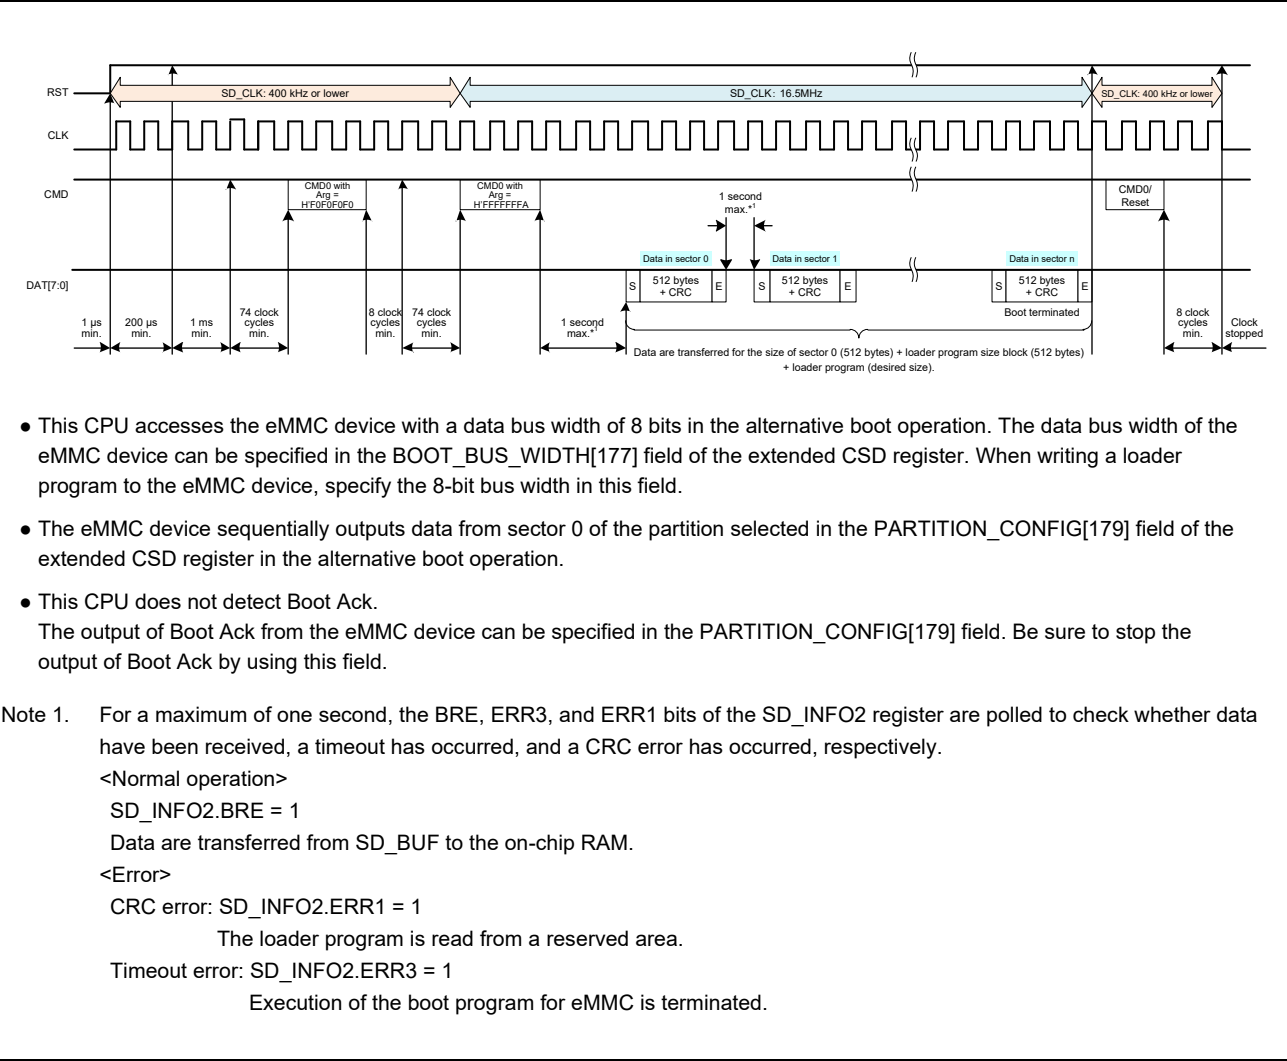 RST
SD_CLK: 400 kHz or lower
SD_CLK: 16.5MHz
SD_CLK: 400 kHz or lower
CLK
CMD
CMD0 with
Arg =
H'F0F0F0F0
CMD0 with
Arg =
H'FFFFFFFA
1 second
max.*1
CMD0/
Reset
DAT[7:0]
Data in sector 0
Data in sector 1
Data in sector n
S
512 bytes
+ CRC
E
S
512 bytes
+ CRC
E
S
512 bytes
+ CRC
E
Boot terminated
1 µs
min.
200 µs
min.
1 ms
min.
74 clock
cycles
min.
8 clock
cycles
min.
74 clock
cycles
min.
1 second
max.*1
8 clock
cycles
min.
Clock
stopped
Data are transferred for the size of sector 0 (512 bytes) + loader program size block (512 bytes)
+ loader program (desired size).
● This CPU accesses the eMMC device with a data bus width of 8 bits in the alternative boot operation. The data bus width of the
eMMC device can be specified in the BOOT_BUS_WIDTH[177] field of the extended CSD register. When writing a loader
program to the eMMC device, specify the 8-bit bus width in this field.
● The eMMC device sequentially outputs data from sector 0 of the partition selected in the PARTITION_CONFIG[179] field of the
extended CSD register in the alternative boot operation.
● This CPU does not detect Boot Ack.
The output of Boot Ack from the eMMC device can be specified in the PARTITION_CONFIG[179] field. Be sure to stop the
output of Boot Ack by using this field.
Note 1. For a maximum of one second, the BRE, ERR3, and ERR1 bits of the SD_INFO2 register are polled to check whether data
have been received, a timeout has occurred, and a CRC error has occurred, respectively.
<Normal operation>
SD_INFO2.BRE = 1
Data are transferred from SD_BUF to the on-chip RAM.
<Error>
CRC error: SD_INFO2.ERR1 = 1
The loader program is read from a reserved area.
Timeout error: SD_INFO2.ERR3 = 1
Execution of the boot program for eMMC is terminated.